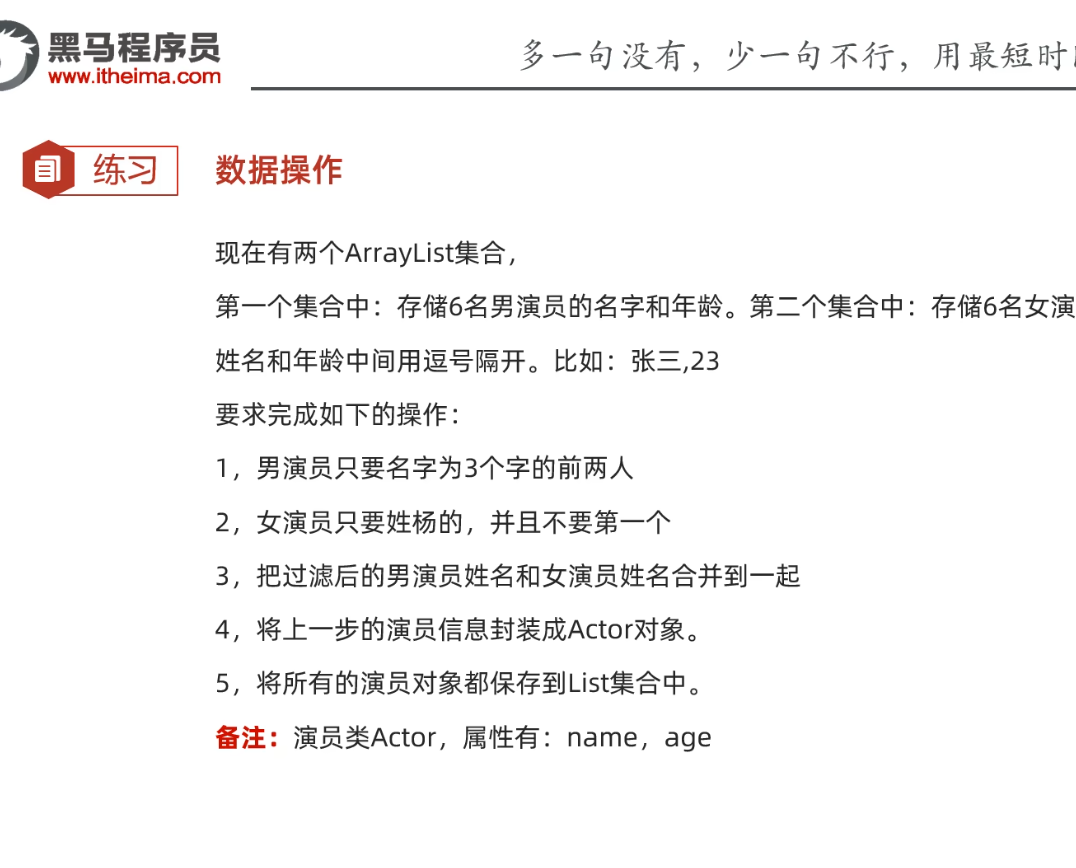 黑马程序员
www.itheima.com
多一句没有，少一句不行，用最短时
练习
数据操作
现在有两个ArrayList集合，
第一个集合中：存储6名男演员的名字和年龄。第二个集合中：存储6名女演
姓名和年龄中间用逗号隔开。比如：张三,23
要求完成如下的操作：
1，男演员只要名字为3个字的前两人
2，女演员只要姓杨的，并且不要第一个
3，把过滤后的男演员姓名和女演员姓名合并到一起
4，将上一步的演员信息封装成Actor对象。
5，将所有的演员对象都保存到List集合中。
备注：演员类Actor，属性有：name，age